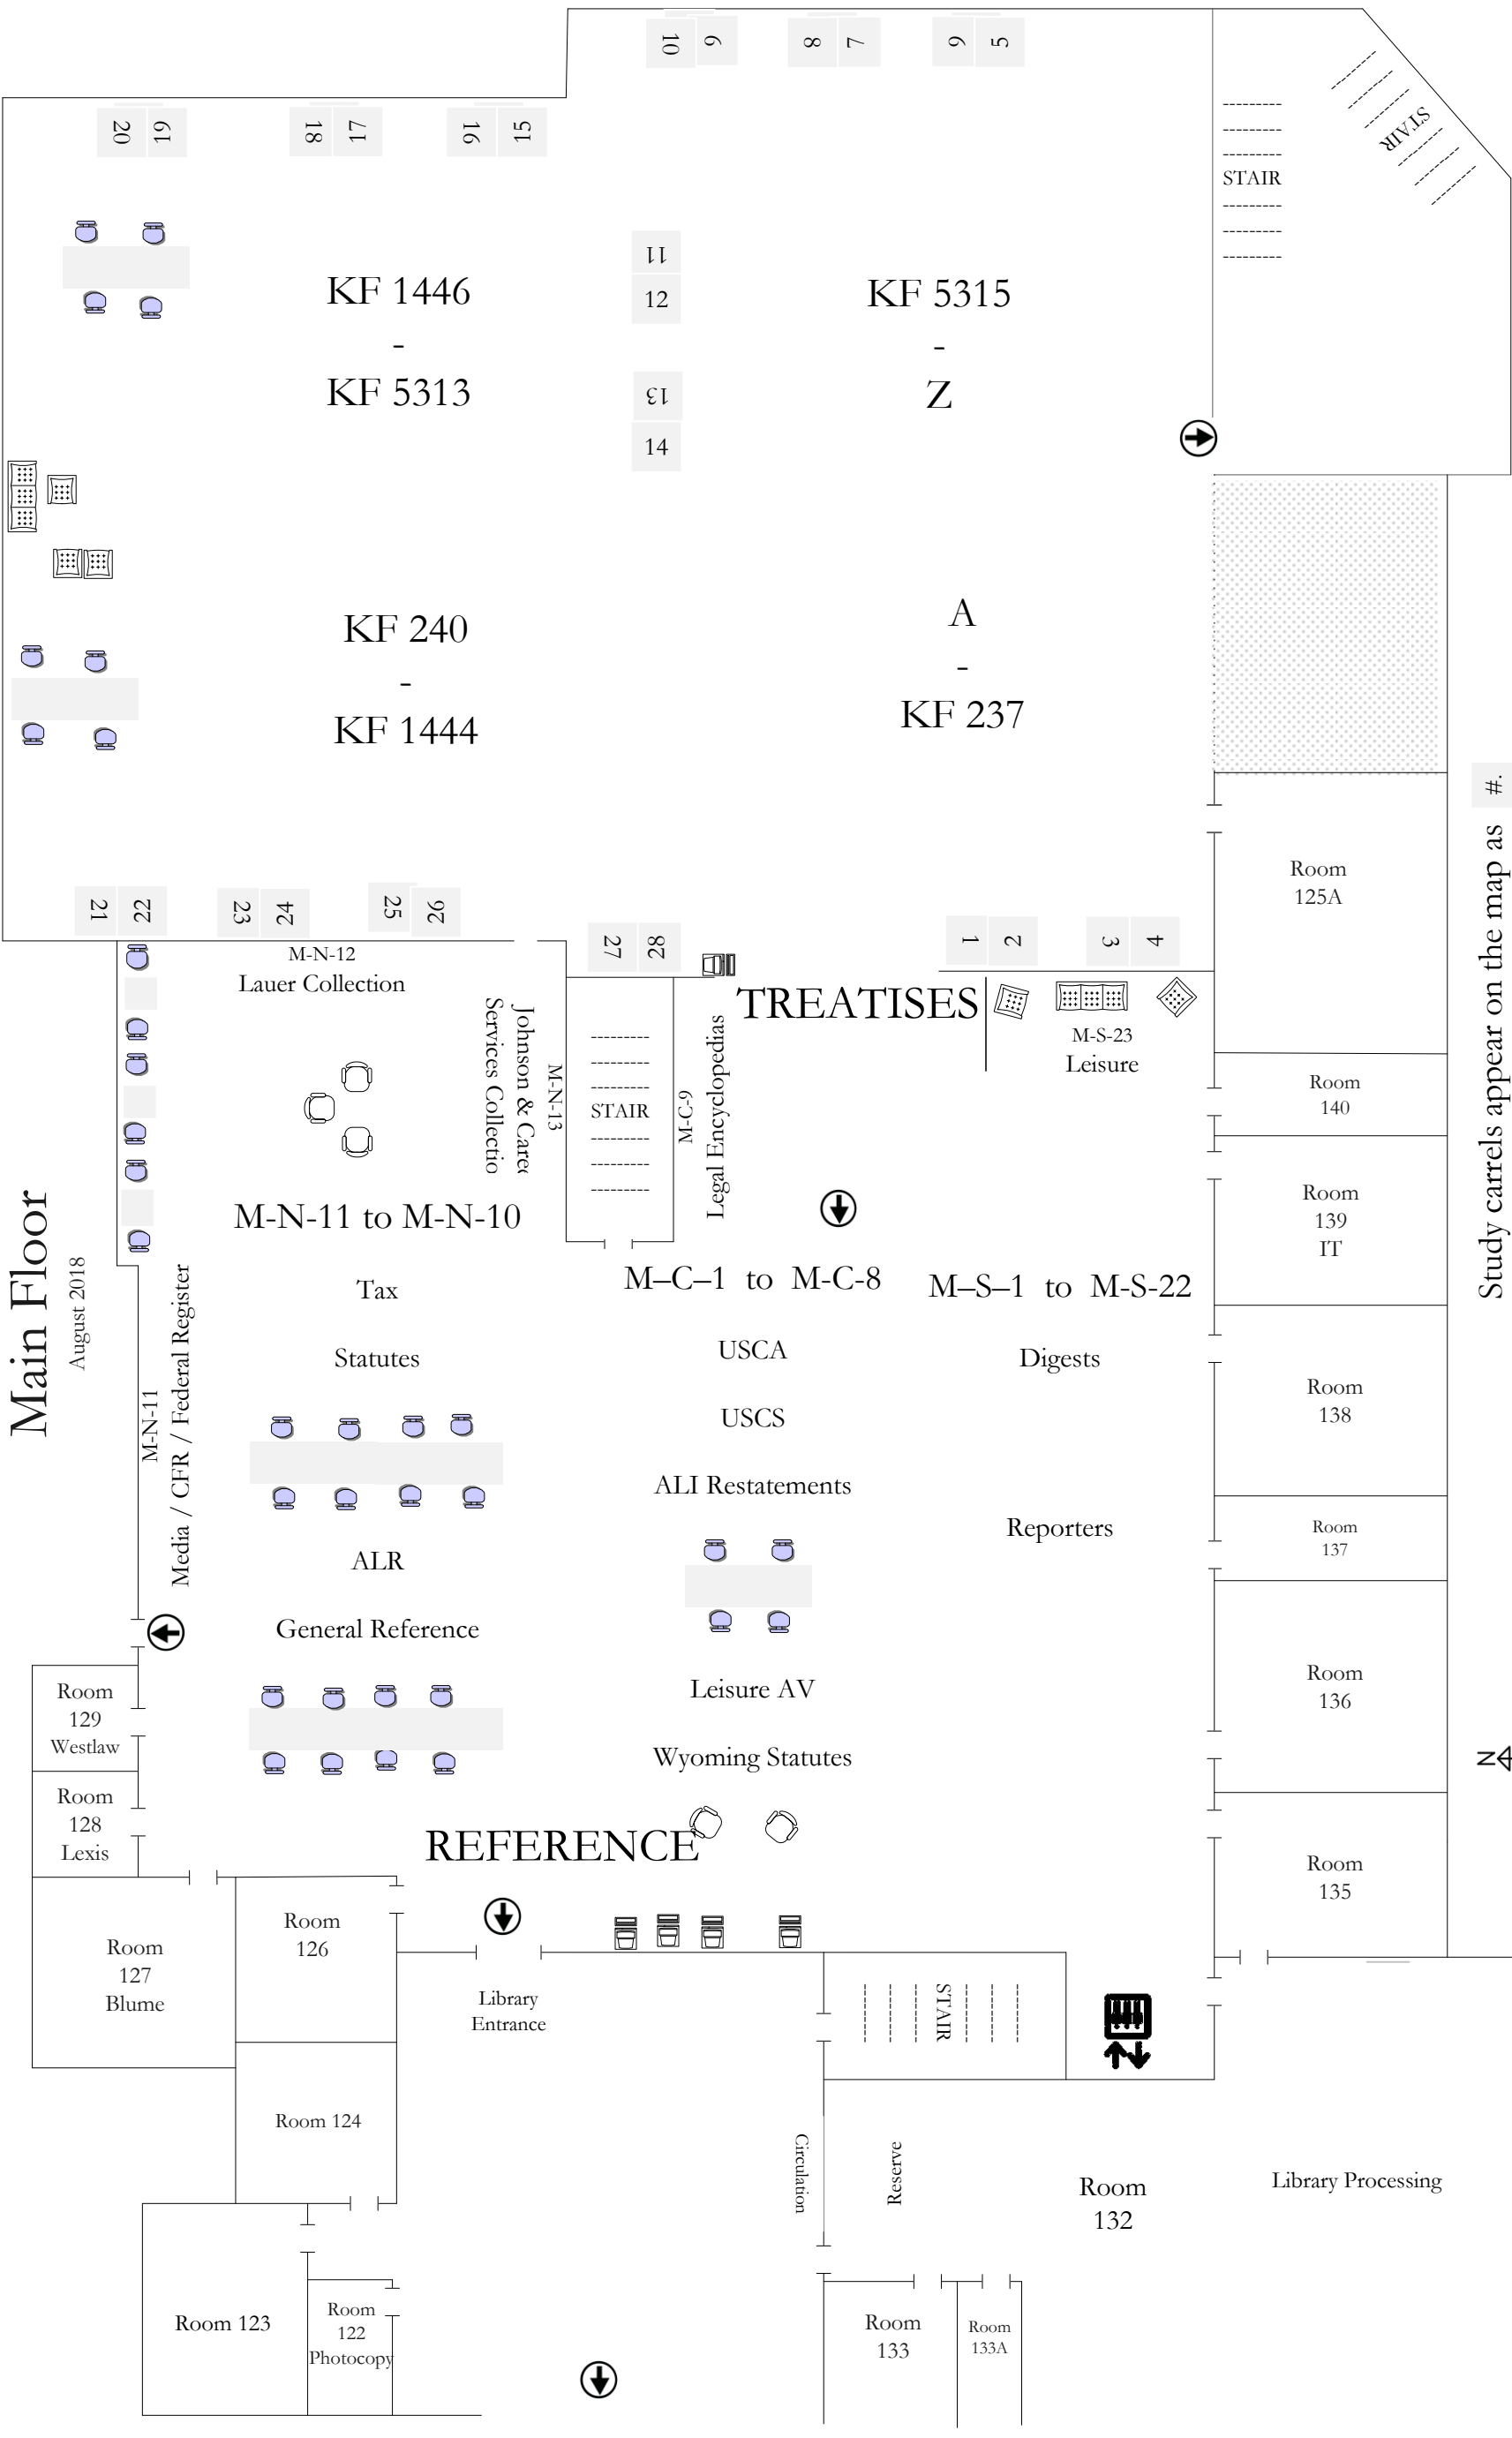 10
9
8
7
6
5
20
19
18
17
16
15
STAIR
STAIR
11
12
13
14
KF 1446
-
KF 5313
KF 5315
-
Z
KF 240
-
KF 1444
A
-
KF 237
21
22
23
24
25
26
27
28
1
2
3
4
Room
125A
Study carrels appear on the map as #.
M-N-12
Lauer Collection
Johnson & Caree
Services Collectio
M-N-13
STAIR
M-C-9
Legal Encyclopedias
TREATISES
M-S-23
Leisure
Room
140
Room
139
IT
Main Floor
August 2018
M-N-11 to M-N-10
Tax
Statutes
M-N-11
Media / CFR / Federal Register
ALR
General Reference
M–C–1 to M-C-8
USCA
USCS
ALI Restatements
Leisure AV
Wyoming Statutes
M–S–1 to M-S-22
Digests
Reporters
Room
138
Room
137
Room
136
Room
135
N
Room
129
Westlaw
Room
128
Lexis
REFERENCE
Room
127
Blume
Room
126
Library
Entrance
STAIR
Room 124
Circulation
Reserve
Room
132
Library Processing
Room 123
Room
122
Photocopy
Room
133
Room
133A